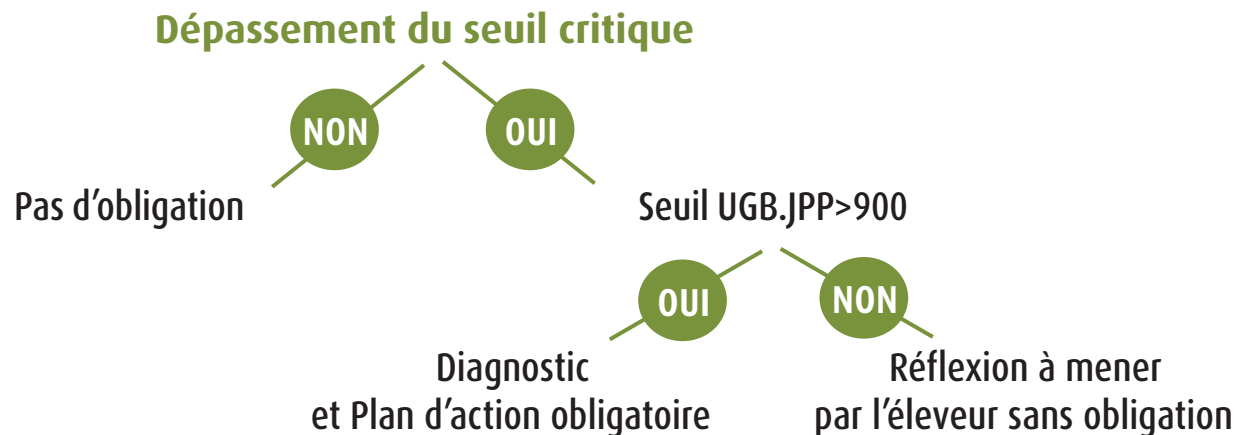 Dépassement du seuil critique
NON
OUI
Pas d'obligation
Seuil UGB.JPP>900
OUI
NON
Diagnostic
et Plan d'action obligatoire
Réflexion à mener
par l'éleveur sans obligation